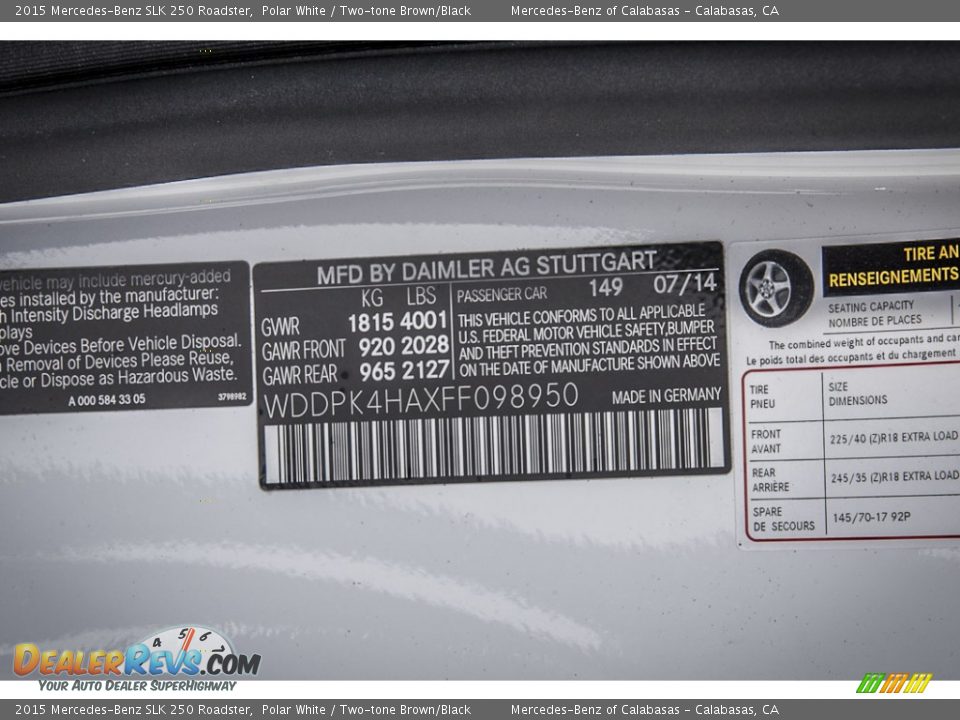 2015 Mercedes-Benz SLK 250 Roadster, Polar White / Two-tone Brown/Black Mercedes-Benz of Calabasas - Calabasas, CA
vehicle may include mercury-added
es installed by the manufacturer:
h Intensity Discharge Headlamps
plays
ove Devices Before Vehicle Disposal.
n Removal of Devices Please Reuse,
cle or Dispose as Hazardous Waste.
A 000 584 33 05 3798982
MFD BY DAIMLER AG STUTTGART
KG LBS
GWR 1815 4001
GAWR FRONT 920 2028
GAWR REAR 965 2127
PASSENGER CAR 149 07/14
THIS VEHICLE CONFORMS TO ALL APPLICABLE
U.S. FEDERAL MOTOR VEHICLE SAFETY,BUMPER
AND THEFT PREVENTION STANDARDS IN EFFECT
ON THE DATE OF MANUFACTURE SHOWN ABOVE
WDDPK4HAXFF098950 MADE IN GERMANY
TIRE AN
RENSEIGNEMENTS
SEATING CAPACITY
NOMBRE DE PLACES
The combined weight of occupants and car
Le poids total des occupants et du chargement
TIRE SIZE
PNEU DIMENSIONS
FRONT
AVANT 225/40 (Z)R18 EXTRA LOAD
REAR
ARRIÈRE 245/35 (Z)R18 EXTRA LOAD
SPARE
DE SECOURS 145/70-17 92P
4 5 6
DEALERREVS.COM
YOUR AUTO DEALER SUPERHIGHWAY
2015 Mercedes-Benz SLK 250 Roadster, Polar White / Two-tone Brown/Black Mercedes-Benz of Calabasas - Calabasas, CA